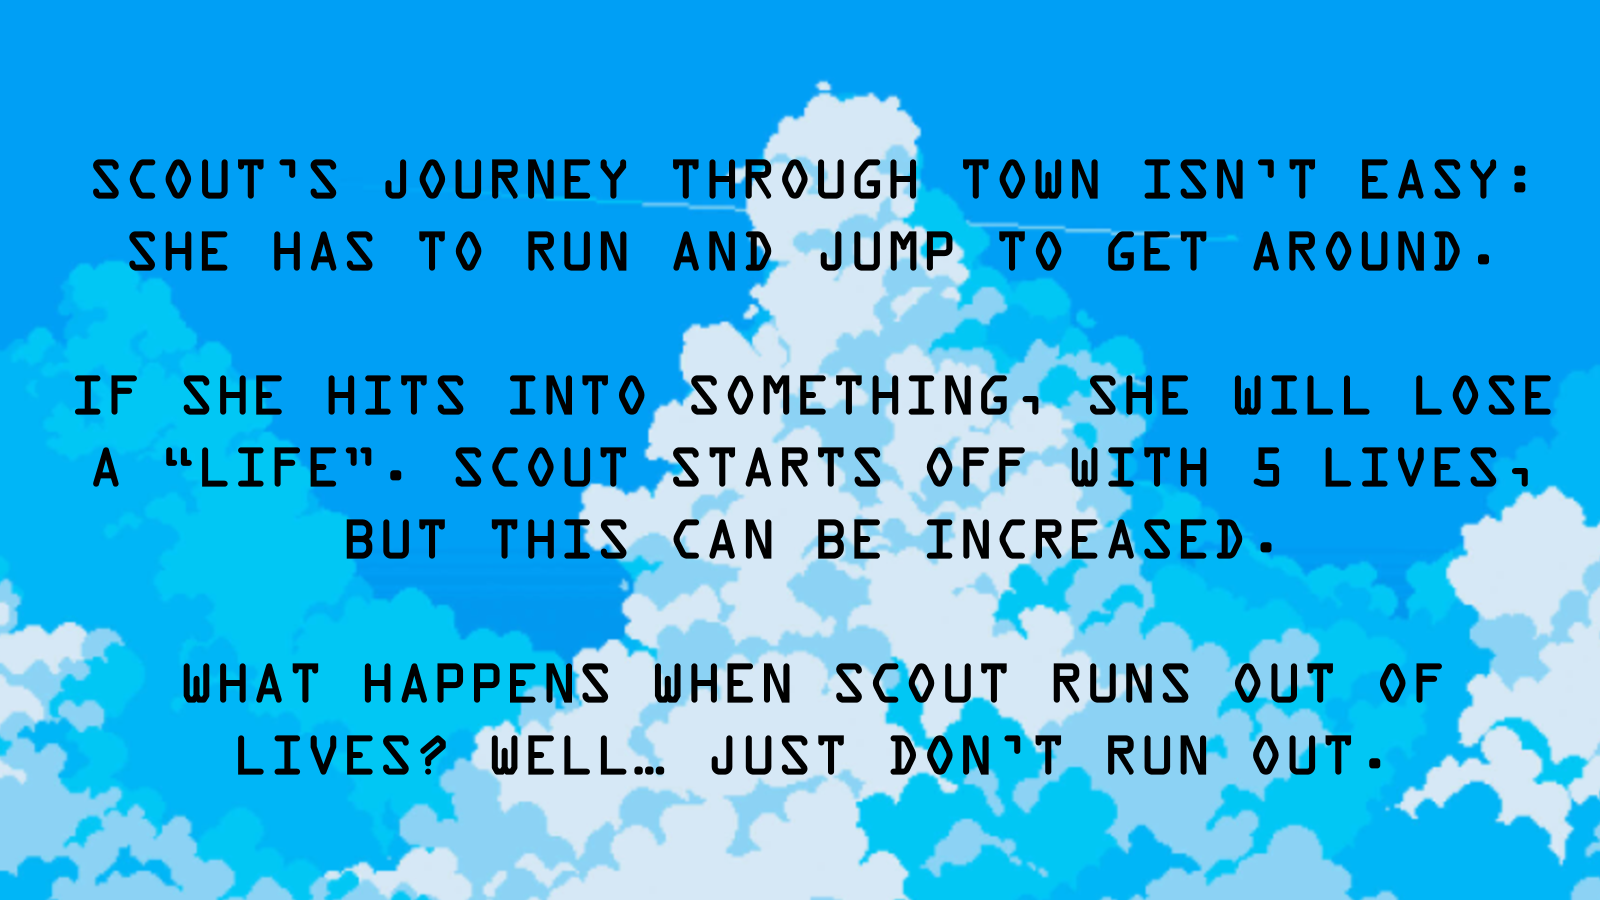 SCOUT'S JOURNEY THROUGH TOWN ISN'T EASY:
SHE HAS TO RUN AND JUMP TO GET AROUND.
IF SHE HITS INTO SOMETHING, SHE WILL LOSE
A “LIFE”. SCOUT STARTS OFF WITH 5 LIVES,
BUT THIS CAN BE INCREASED.
WHAT HAPPENS WHEN SCOUT RUNS OUT OF
LIVES? WELL… JUST DON'T RUN OUT.